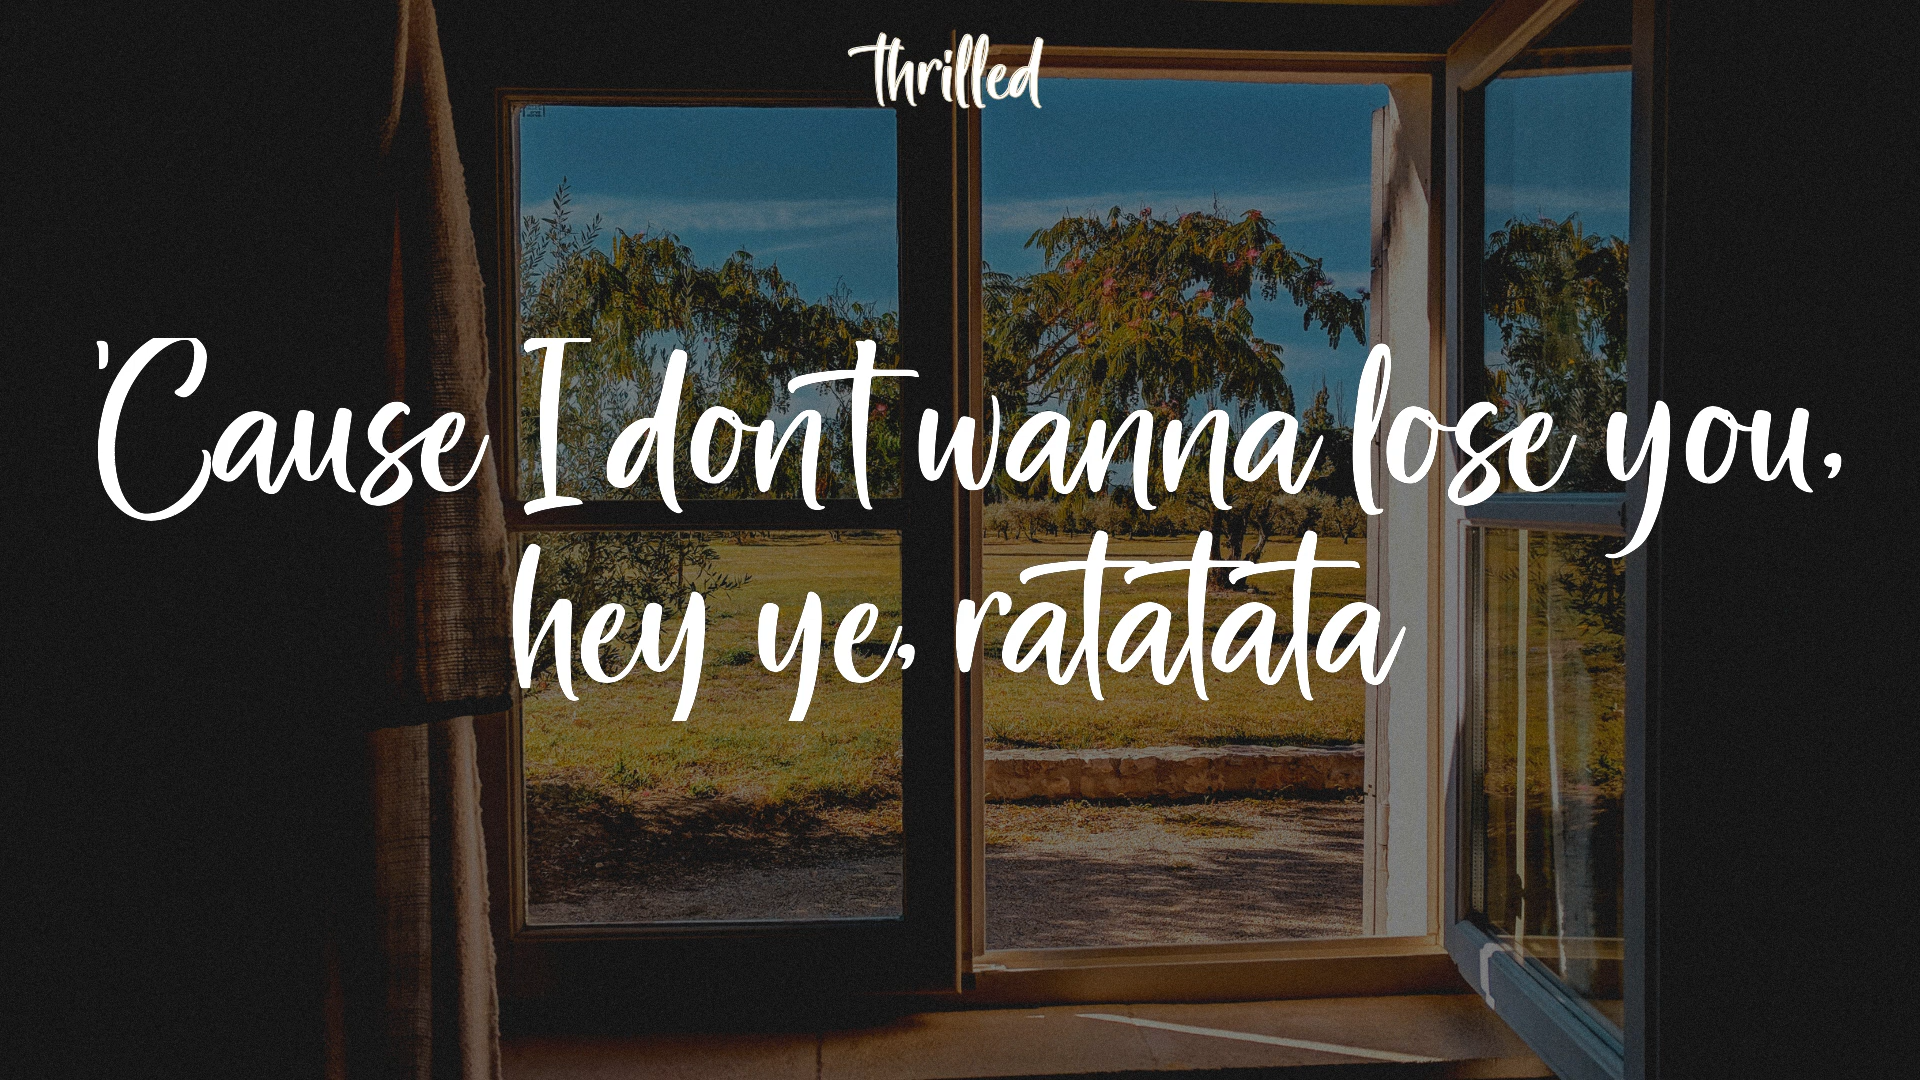 thrilled
'Cause I dont wanna lose you,
hey ye, ratatata